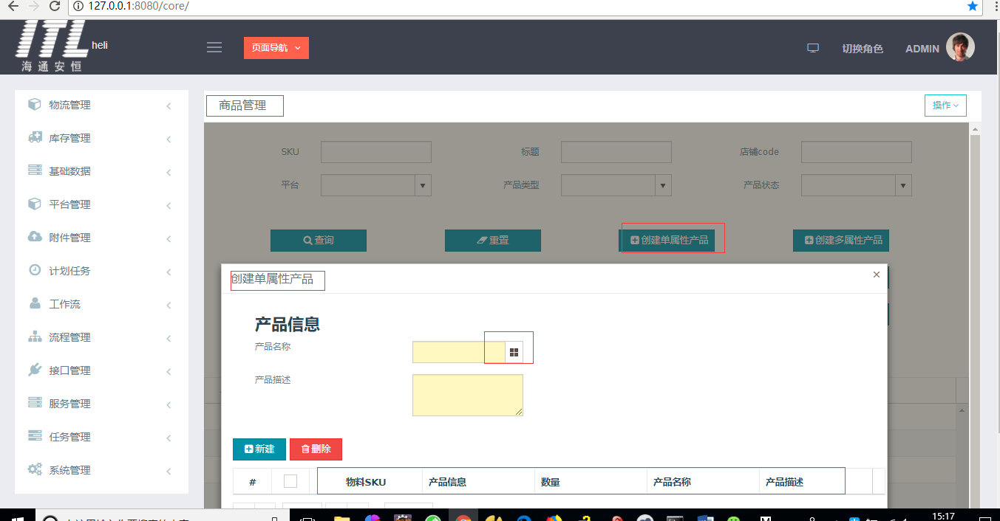 127.0.0.1:8080/core/
ITL heli
海通安恒
页面导航
切换角色 ADMIN
物流管理
库存管理
基础数据
平台管理
附件管理
计划任务
工作流
流程管理
接口管理
服务管理
任务管理
系统管理
商品管理
操作
SKU 标题 店铺code
平台 产品类型 产品状态
查询 重置 创建单属性产品 创建多属性产品
创建单属性产品 ×
产品信息
产品名称
产品描述
新建 删除
# 物料SKU 产品信息 数量 产品名称 产品描述
15:17